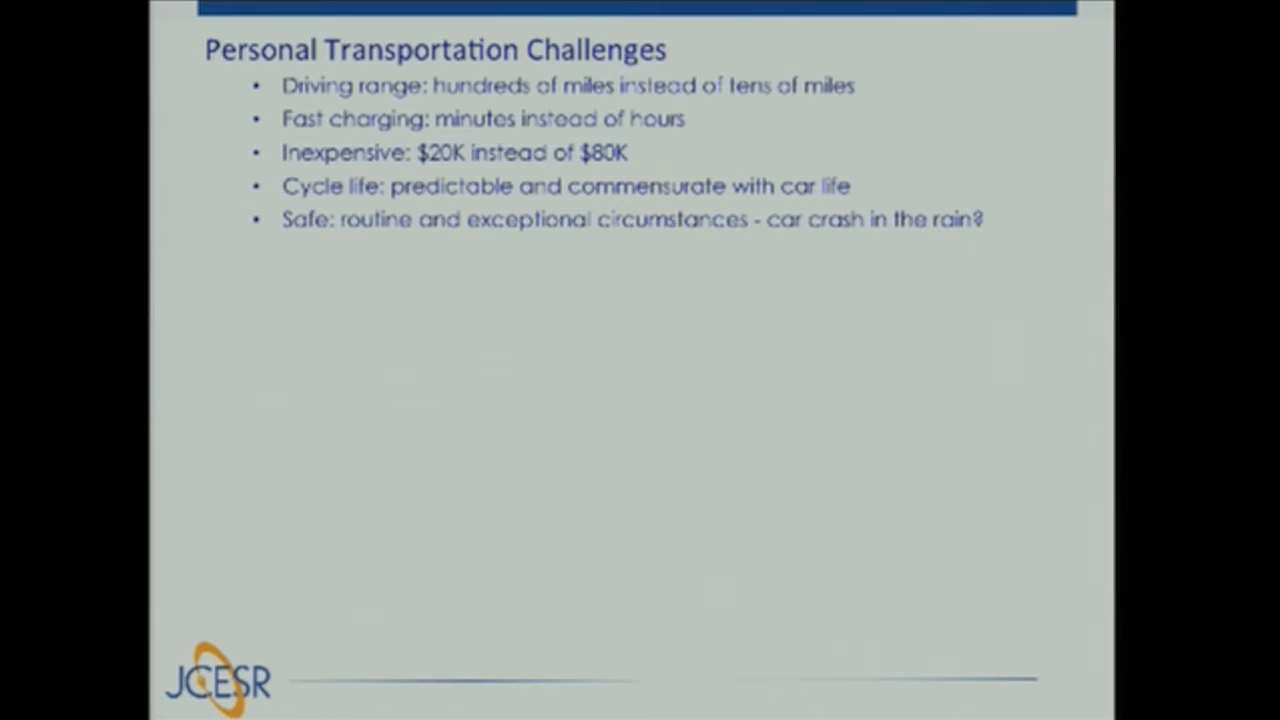 Personal Transportation Challenges
• Driving range: hundreds of miles instead of tens of miles
• Fast charging: minutes instead of hours
• Inexpensive: $20K instead of $80K
• Cycle life: predictable and commensurate with car life
• Safe: routine and exceptional circumstances - car crash in the rain?
JCESR